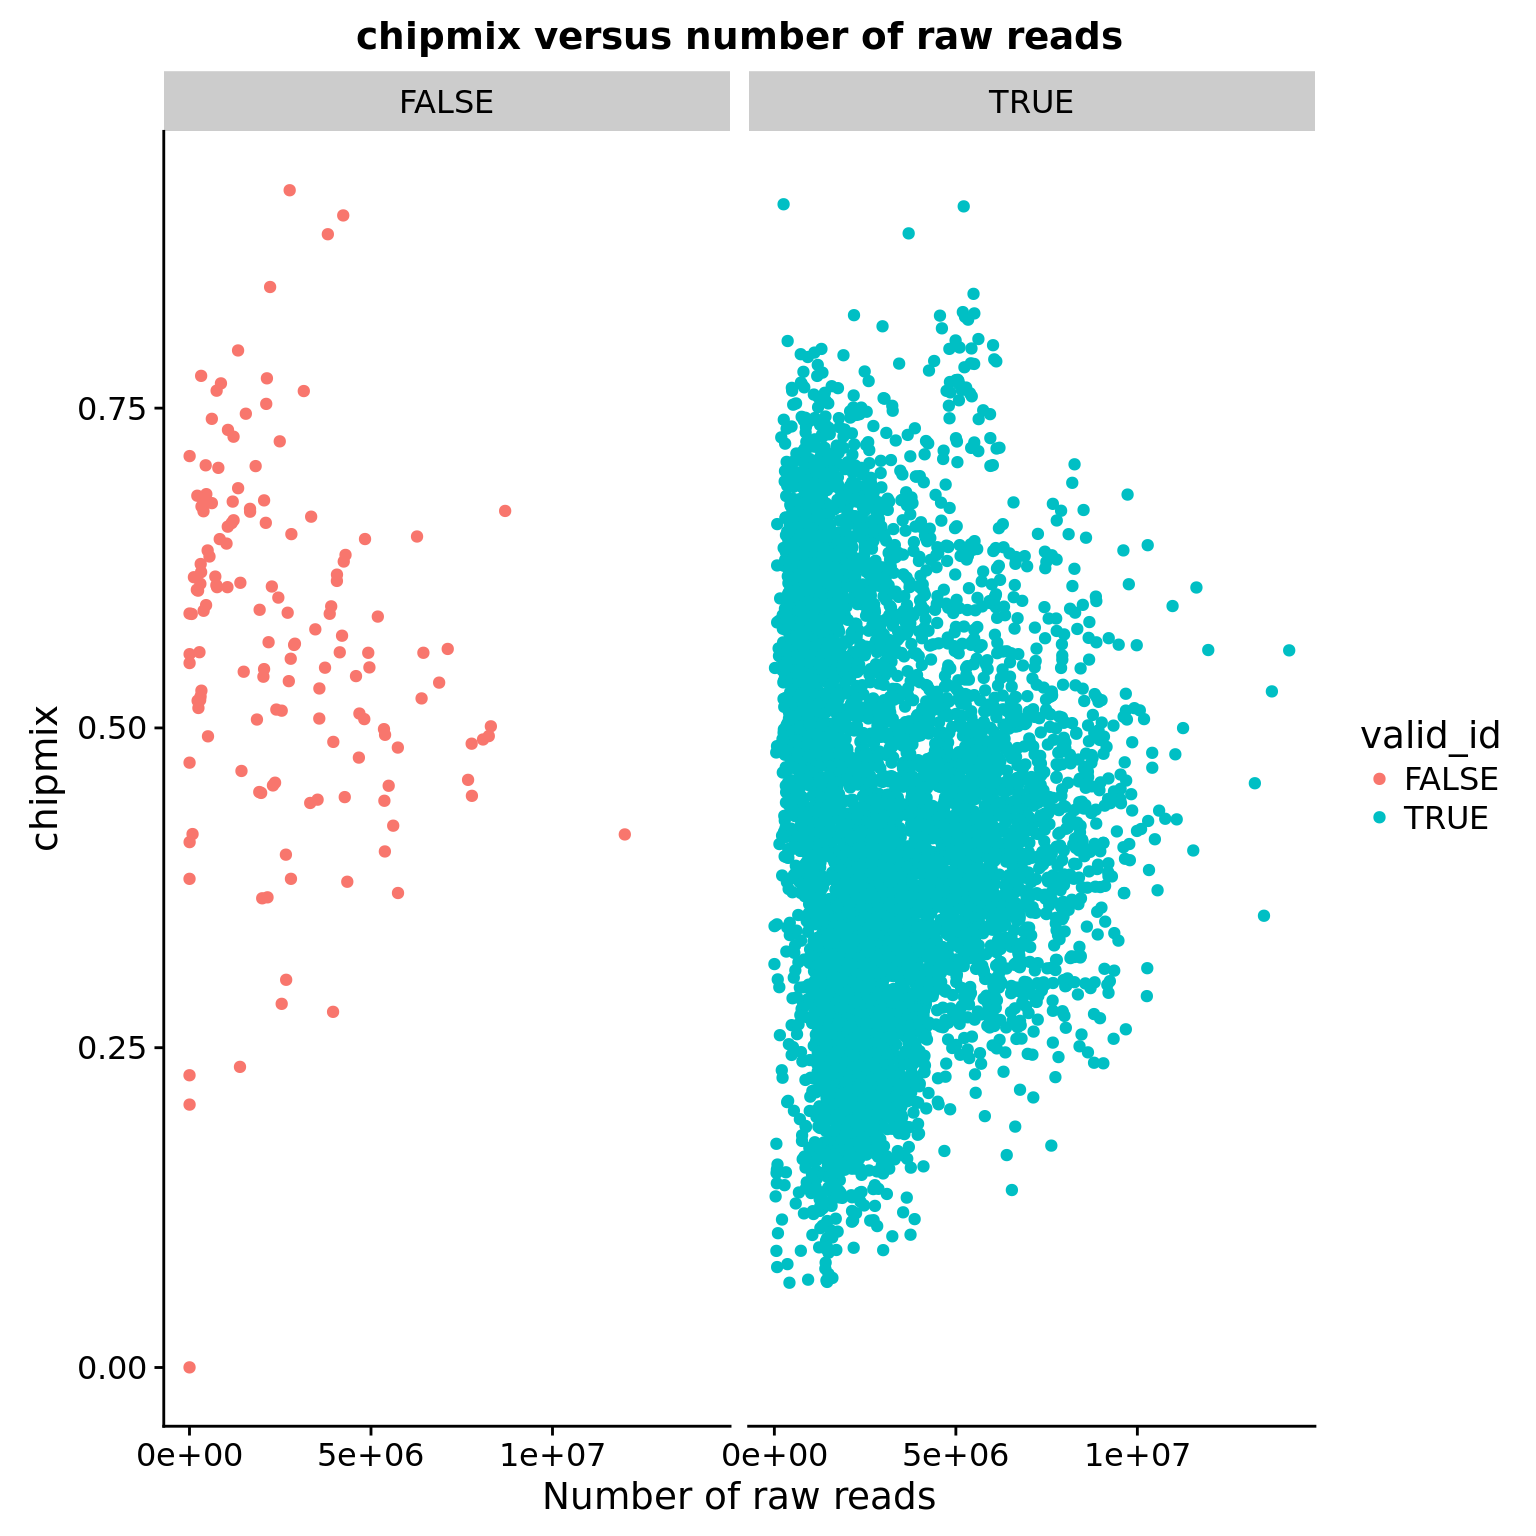 chipmix versus number of raw reads
FALSE TRUE
chipmix
0.75
0.50
0.25
0.00
0e+00 5e+06 1e+07 0e+00 5e+06 1e+07
Number of raw reads
valid_id
FALSE
TRUE